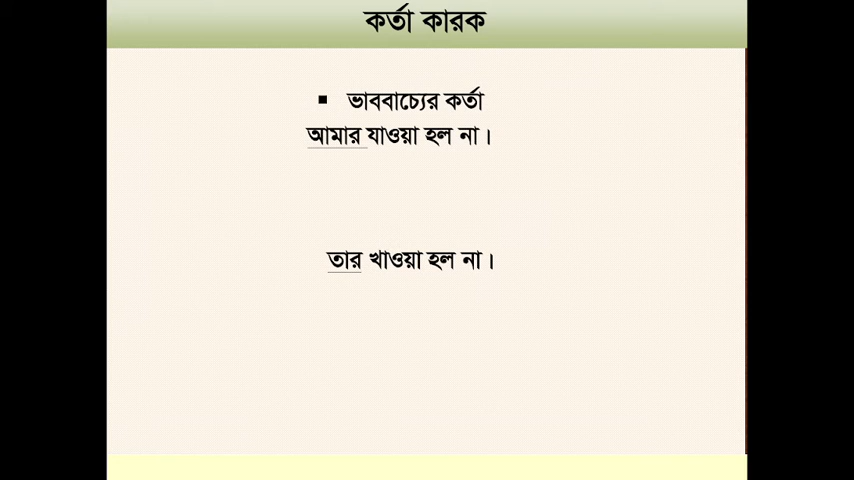 কর্তা কারক
▪ ভাববাচ্যের কর্তা
আমার যাওয়া হল না।
তার খাওয়া হল না।